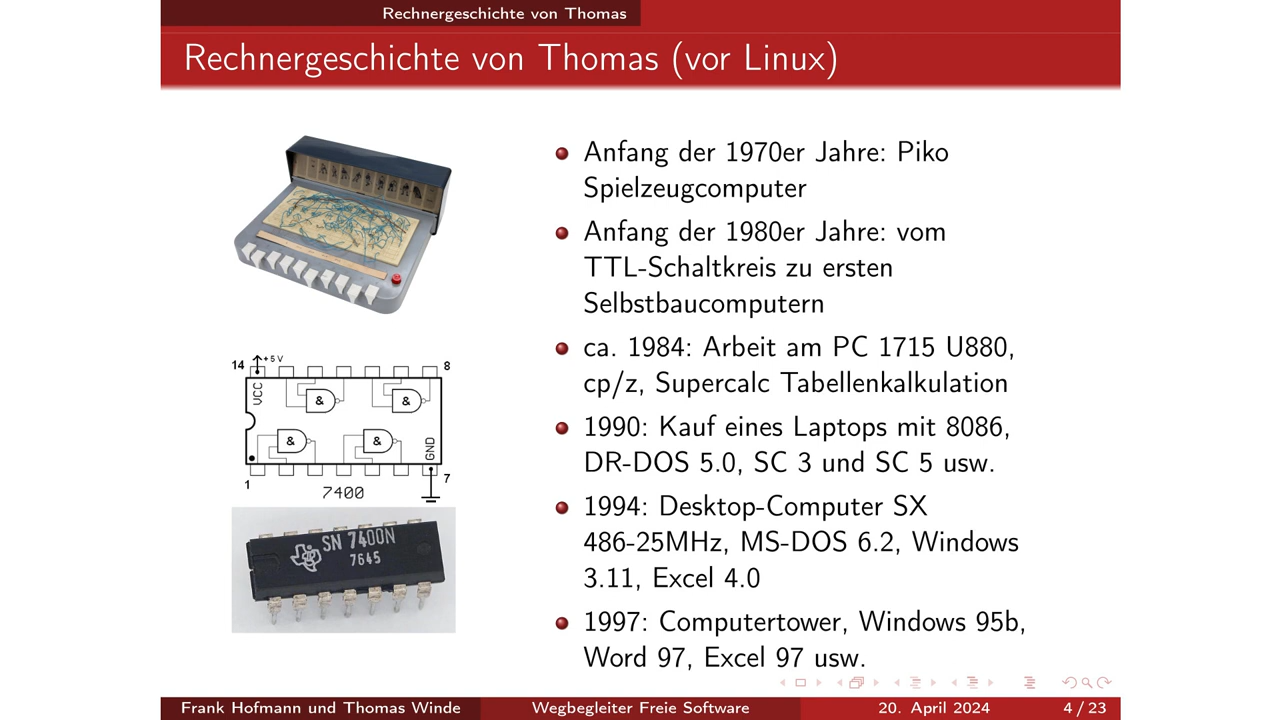 Rechnergeschichte von Thomas
Rechnergeschichte von Thomas (vor Linux)
Anfang der 1970er Jahre: Piko
Spielzeugcomputer
Anfang der 1980er Jahre: vom
TTL-Schaltkreis zu ersten
Selbstbaucomputern
ca. 1984: Arbeit am PC 1715 U880,
cp/z, Supercalc Tabellenkalkulation
1990: Kauf eines Laptops mit 8086,
DR-DOS 5.0, SC 3 und SC 5 usw.
1994: Desktop-Computer SX
486-25MHz, MS-DOS 6.2, Windows
3.11, Excel 4.0
1997: Computertower, Windows 95b,
Word 97, Excel 97 usw.
14 +5V 8
VCC
& &
& &
GND
1 7
7400
SN 7400N
7645
Frank Hofmann und Thomas Winde Wegbegleiter Freie Software 20. April 2024 4 / 23